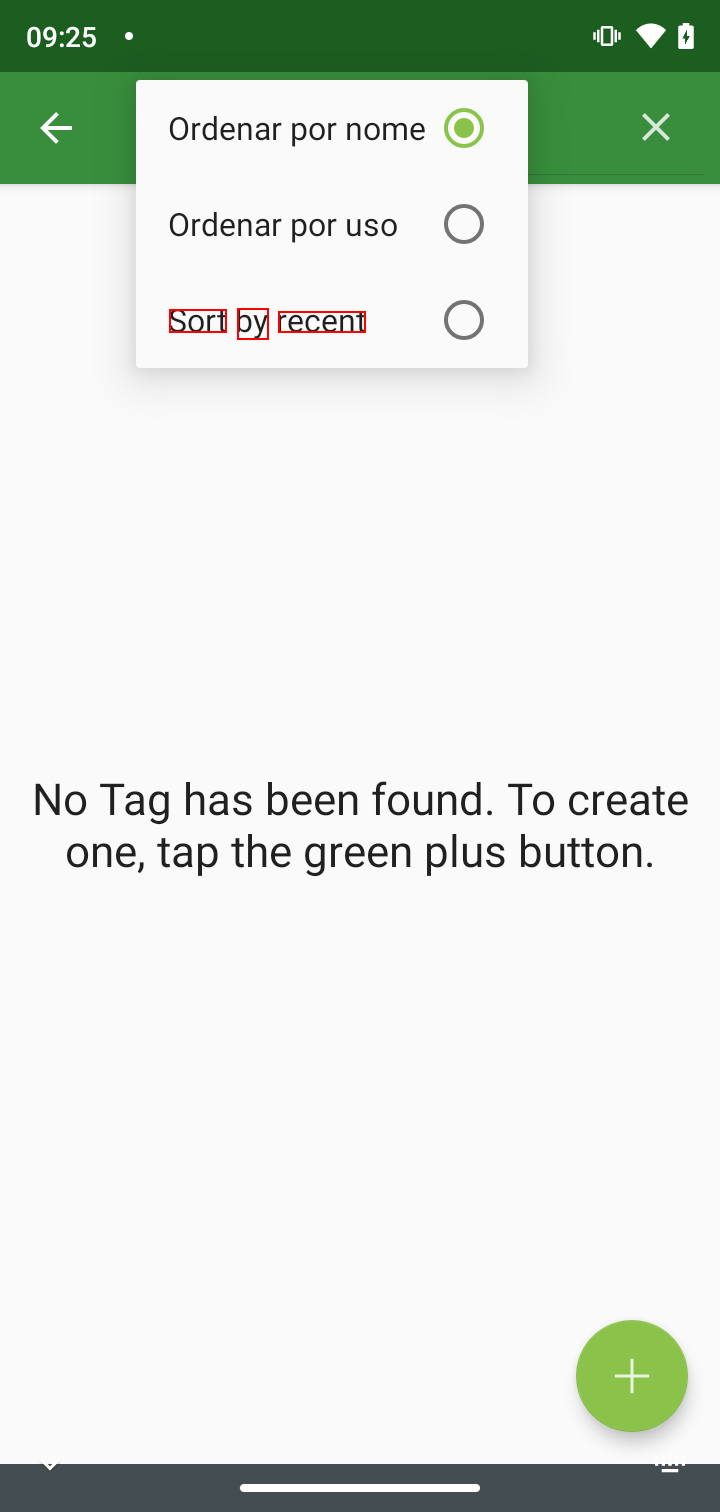 09:25
Ordenar por nome
Ordenar por uso
Sort by recent
No Tag has been found. To create
one, tap the green plus button.